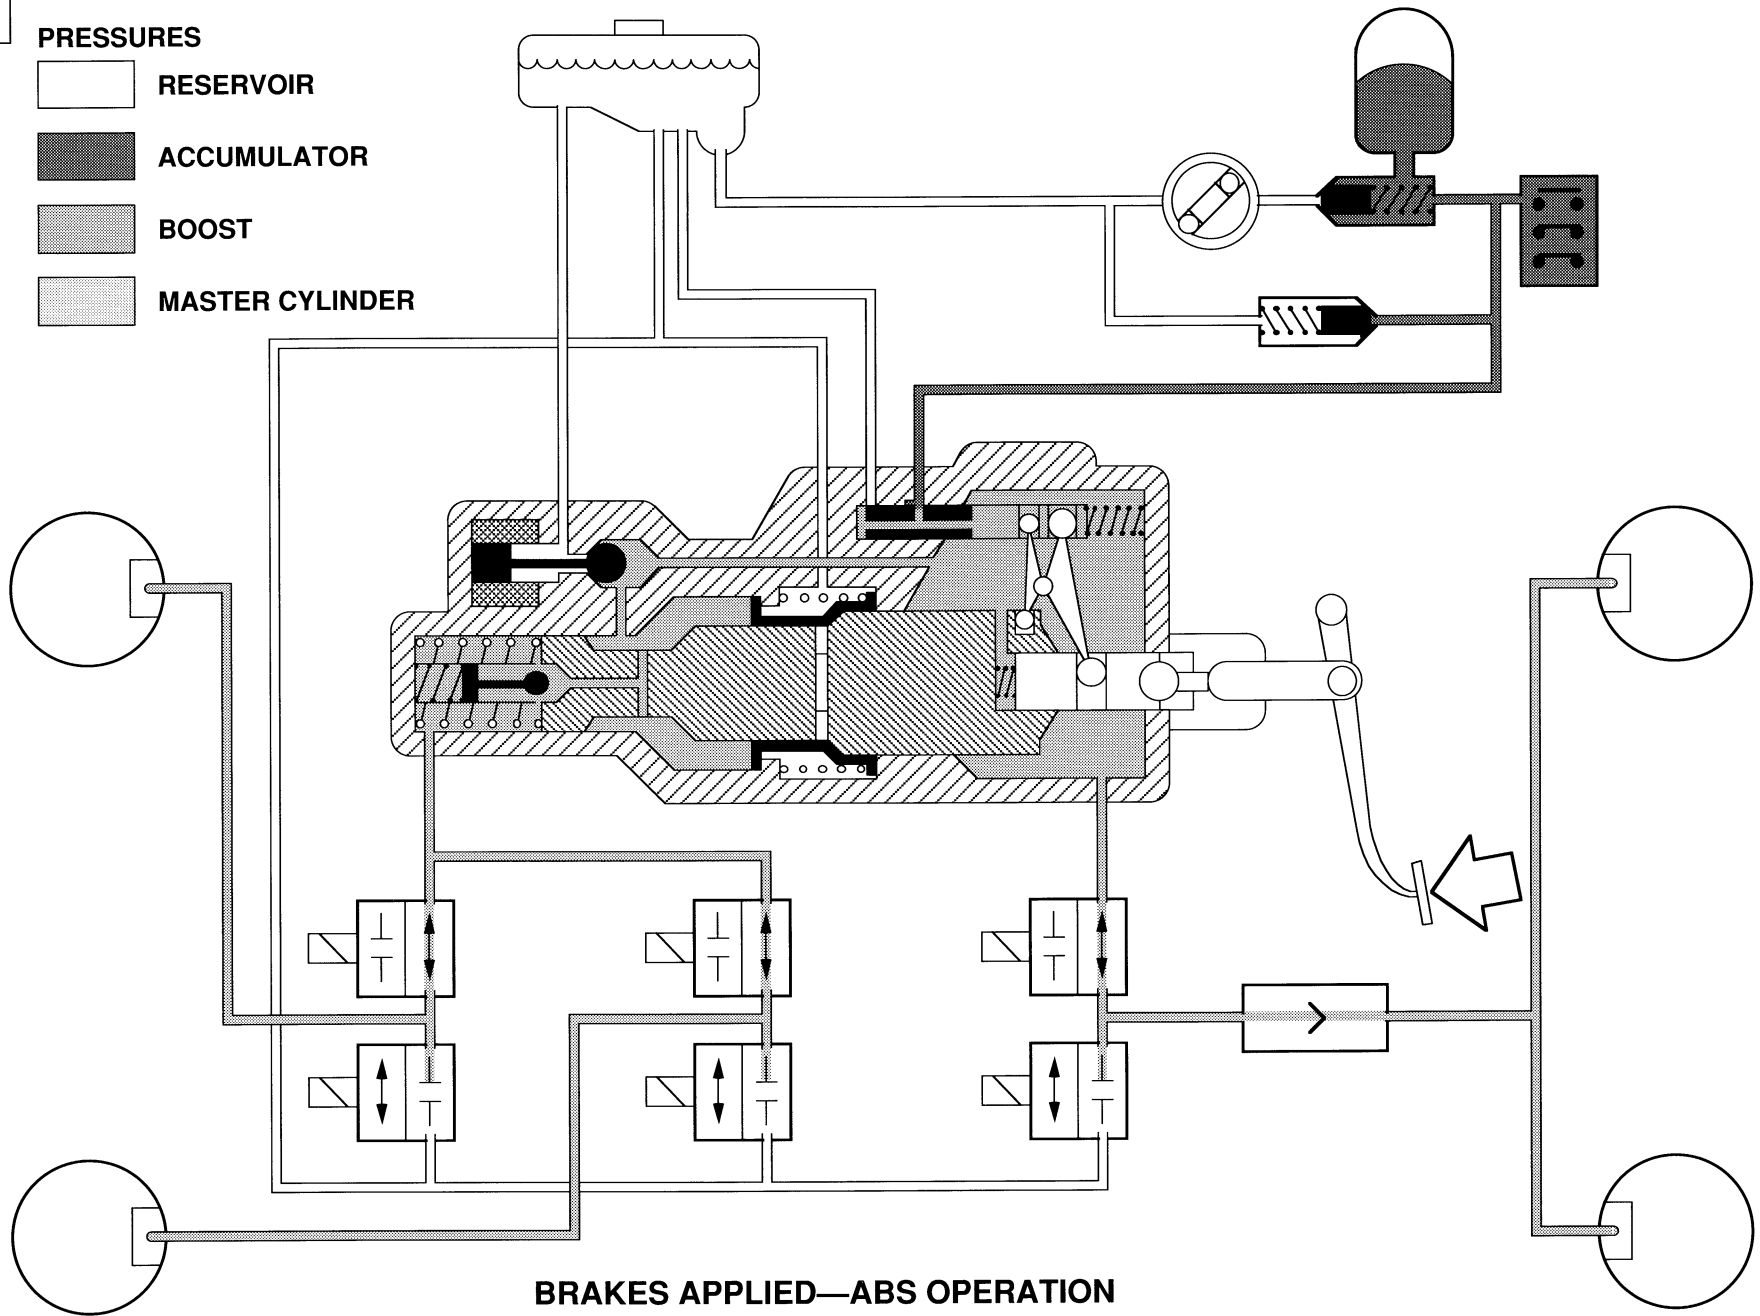 PRESSURES
RESERVOIR
ACCUMULATOR
BOOST
MASTER CYLINDER
BRAKES APPLIED—ABS OPERATION